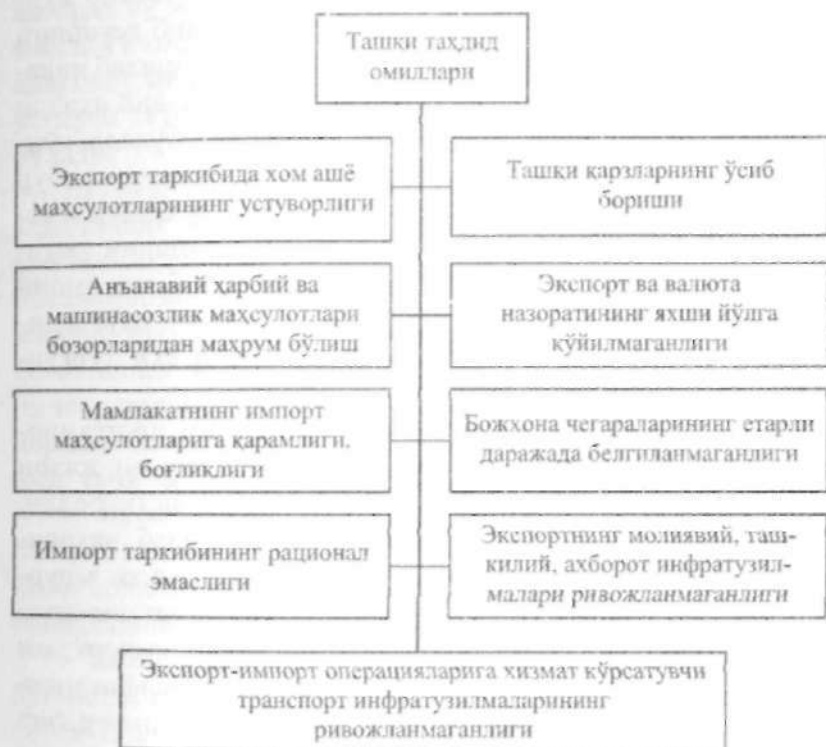 Ташқи таҳдид
омиллари
Экспорт таркибида хом ашё
маҳсулотларининг устуворлиги
Ташқи қарзларнинг ўсиб
бориши
Анъанавий ҳарбий ва
машинасозлик маҳсулотлари
бозорларидан маҳрум бўлиш
Экспорт ва валюта
назоратининг яхши йўлга
қўйилмаганлиги
Мамлакатнинг импорт
маҳсулотларига қарамлиги,
боғлиқлиги
Божхона чегараларининг етарли
даражада белгиланмаганлиги
Импорт таркибининг рационал
эмаслиги
Экспортнинг молиявий, таш-
килий, ахборот инфратузил-
малари ривожланмаганлиги
Экспорт-импорт операцияларига хизмат кўрсатувчи
транспорт инфратузилмаларининг
ривожланмаганлиги